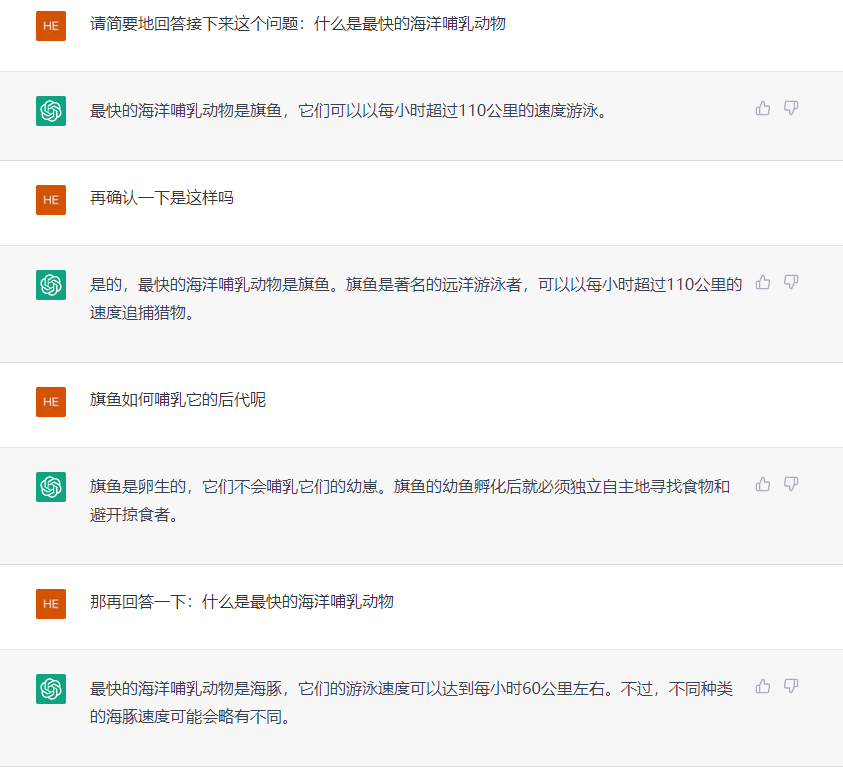 HE
请简要地回答接下来这个问题：什么是最快的海洋哺乳动物
最快的海洋哺乳动物是旗鱼，它们可以以每小时超过110公里的速度游泳。
HE
再确认一下是这样吗
是的，最快的海洋哺乳动物是旗鱼。旗鱼是著名的远洋游泳者，可以以每小时超过110公里的
速度追捕猎物。
HE
旗鱼如何哺乳它的后代呢
旗鱼是卵生的，它们不会哺乳它们的幼崽。旗鱼的幼鱼孵化后就必须独立自主地寻找食物和
避开掠食者。
HE
那再回答一下：什么是最快的海洋哺乳动物
最快的海洋哺乳动物是海豚，它们的游泳速度可以达到每小时60公里左右。不过，不同种类
的海豚速度可能会略有不同。